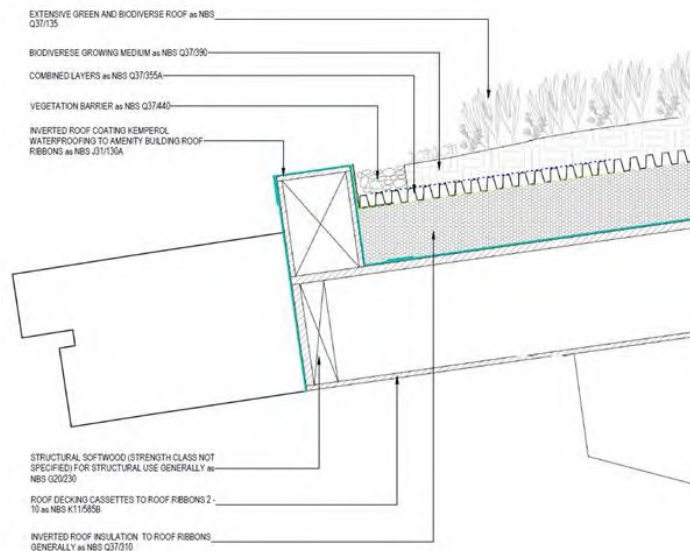 EXTENSIVE GREEN AND BIODIVERSE ROOF as NBS
Q37/135
BIODIVERESE GROWING MEDIUM as NBS Q37/390
COMBINED LAYERS as NBS Q37/355A
VEGETATION BARRIER as NBS Q37/440
INVERTED ROOF COATING KEMPEROL
WATERPROOFING TO AMENITY BUILDING ROOF
RIBBONS as NBS J31/130A
STRUCTURAL SOFTWOOD (STRENGTH CLASS NOT
SPECIFIED) FOR STRUCTURAL USE GENERALLY as
NBS G20/230
ROOF DECKING CASSETTES TO ROOF RIBBONS 2 -
10 as NBS K11/585B
INVERTED ROOF INSULATION TO ROOF RIBBONS
GENERALLY as NBS Q37/310